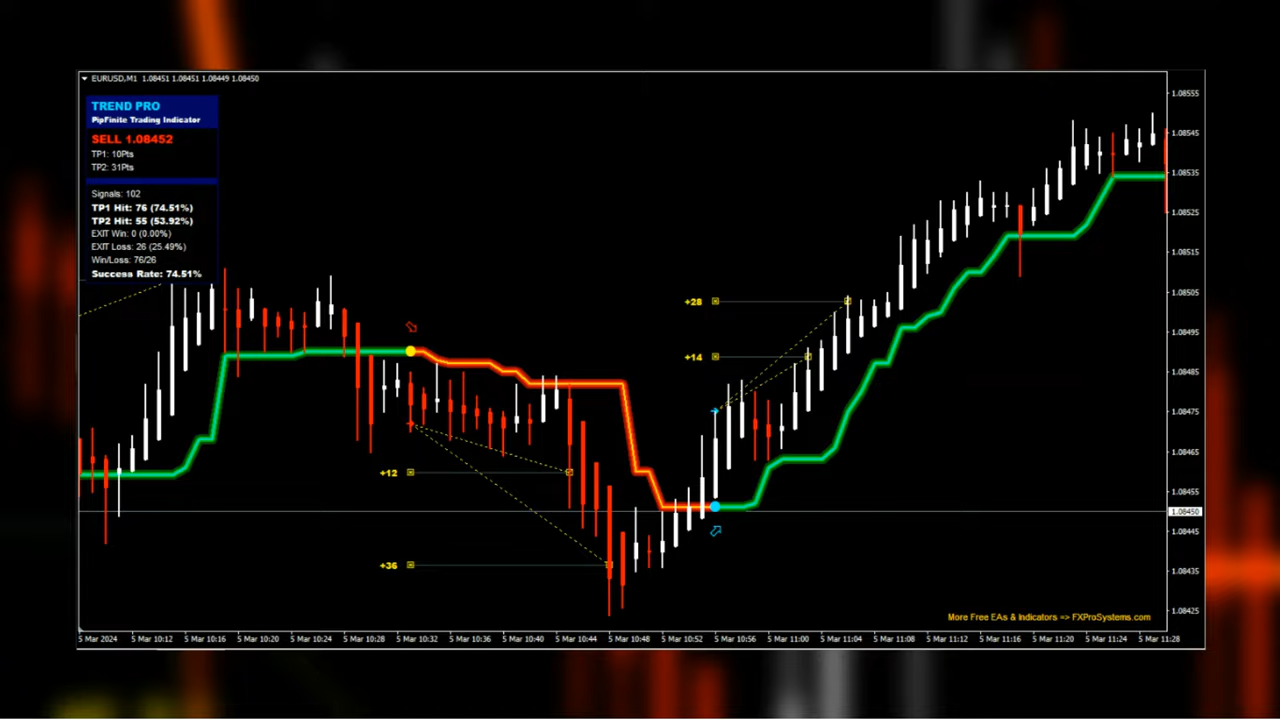 EURUSD,M1 1.08451 1.08451 1.08449 1.08450
TREND PRO
PipFinite Trading Indicator
SELL 1.08452
TP1: 10Pts
TP2: 31Pts
Signals: 102
TP1 Hit: 76 (74.51%)
TP2 Hit: 55 (53.92%)
EXIT Win: 0 (0.00%)
EXIT Loss: 26 (25.49%)
Win/Loss: 76/26
Success Rate: 74.51%
+28
+14
+12
+36
1.08555
1.08545
1.08535
1.08525
1.08515
1.08505
1.08495
1.08485
1.08475
1.08465
1.08455
1.08450
1.08445
1.08435
1.08425
More Free EAs & Indicators => FXProSystems.com
5 Mar 2024 5 Mar 10:12 5 Mar 10:16 5 Mar 10:20 5 Mar 10:24 5 Mar 10:28 5 Mar 10:32 5 Mar 10:36 5 Mar 10:40 5 Mar 10:44 5 Mar 10:48 5 Mar 10:52 5 Mar 10:56 5 Mar 11:00 5 Mar 11:04 5 Mar 11:08 5 Mar 11:12 5 Mar 11:16 5 Mar 11:20 5 Mar 11:24 5 Mar 11:28